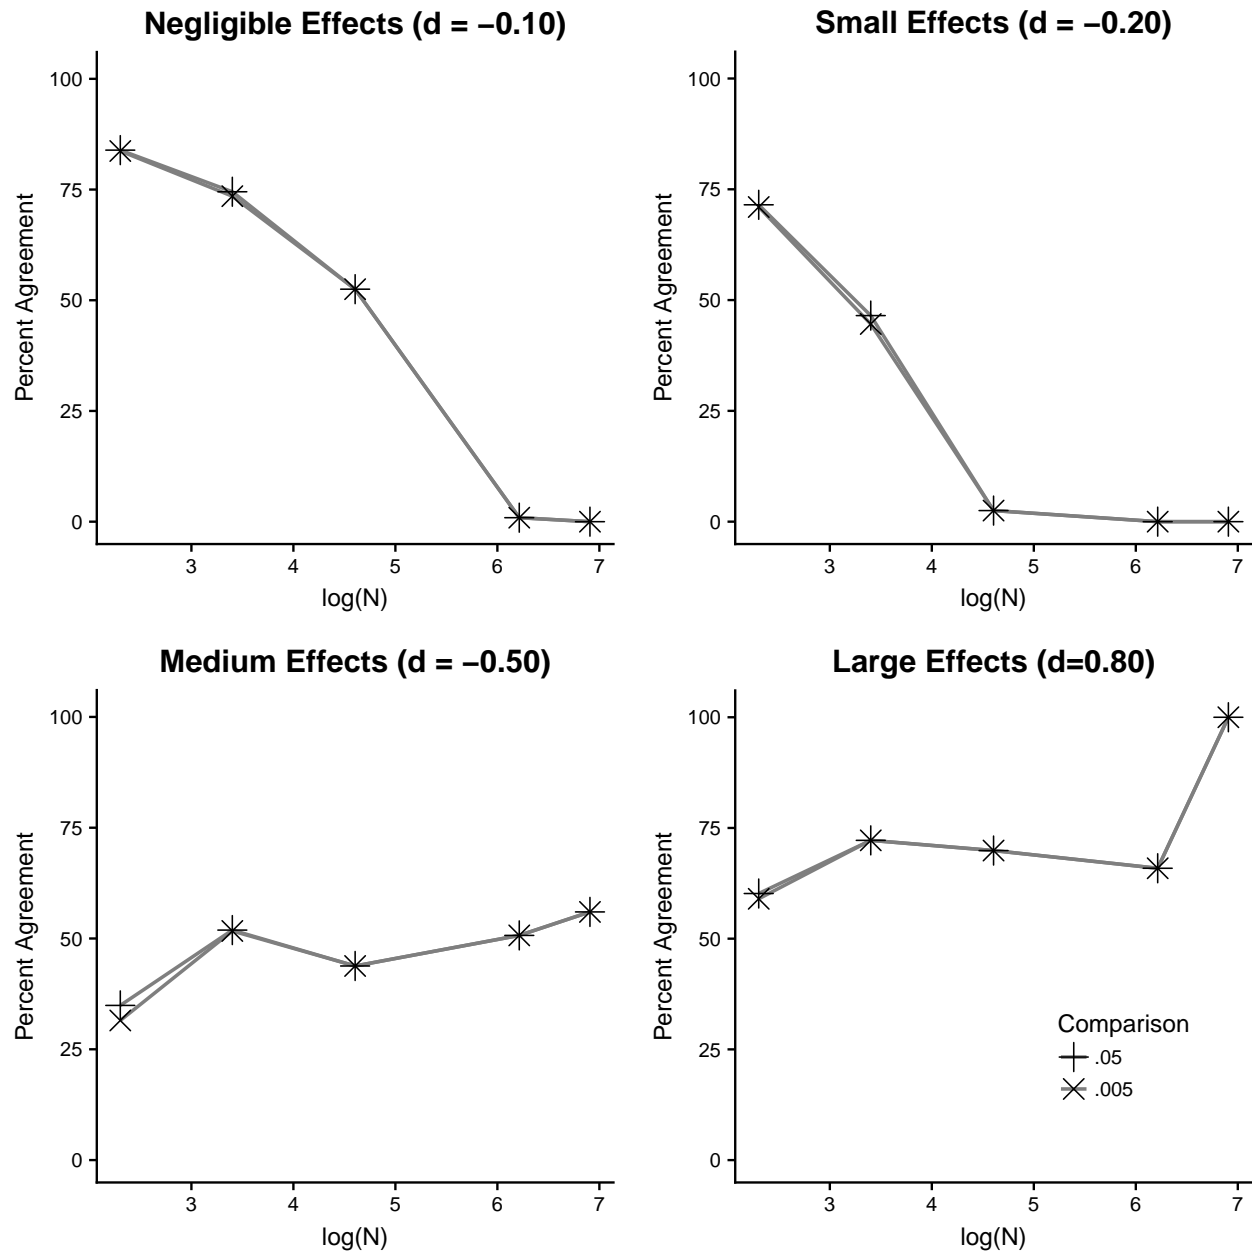 Negligible Effects (d = −0.10)
100
75
50
25
0
Percent Agreement
3 4 5 6 7
log(N)
Small Effects (d = −0.20)
100
75
50
25
0
Percent Agreement
3 4 5 6 7
log(N)
Medium Effects (d = −0.50)
100
75
50
25
0
Percent Agreement
3 4 5 6 7
log(N)
Large Effects (d=0.80)
100
75
50
25
0
Percent Agreement
Comparison
.05
.005
3 4 5 6 7
log(N)